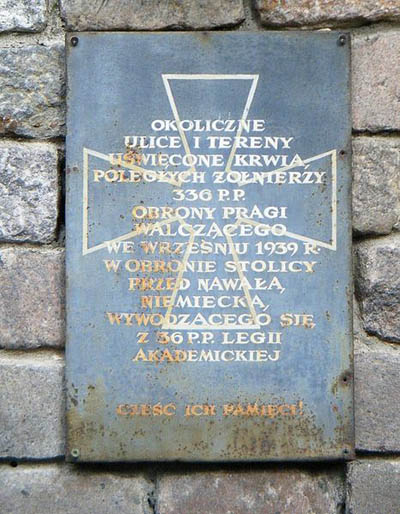 OKOLICZNE
ULICE I TERENY
UŚWIĘCONE KRWIĄ
POLEGŁYCH ŻOŁNIERZY
336 P.P.
OBRONY PRAGI
WALCZĄCEGO
WE WRZEŚNIU 1939 R.
W OBRONIE STOLICY
PRZED NAWAŁĄ
NIEMIECKĄ,
WYWODZĄCEGO SIĘ
Z 36 P.P. LEGII
AKADEMICKIEJ
CZEŚĆ ICH PAMIĘCI!